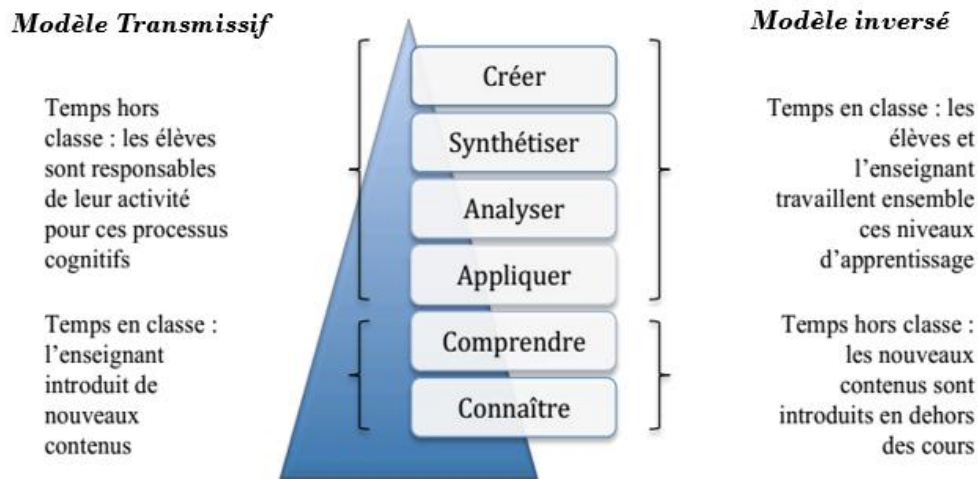 Modèle Transmissif
Temps hors
classe : les élèves
sont responsables
de leur activité
pour ces processus
cognitifs
Temps en classe :
l’enseignant
introduit de
nouveaux
contenus
Créer
Synthétiser
Analyser
Appliquer
Comprendre
Connaître
Modèle inversé
Temps en classe : les
élèves et
l’enseignant
travaillent ensemble
ces niveaux
d’apprentissage
Temps hors classe :
les nouveaux
contenus sont
introduits en dehors
des cours